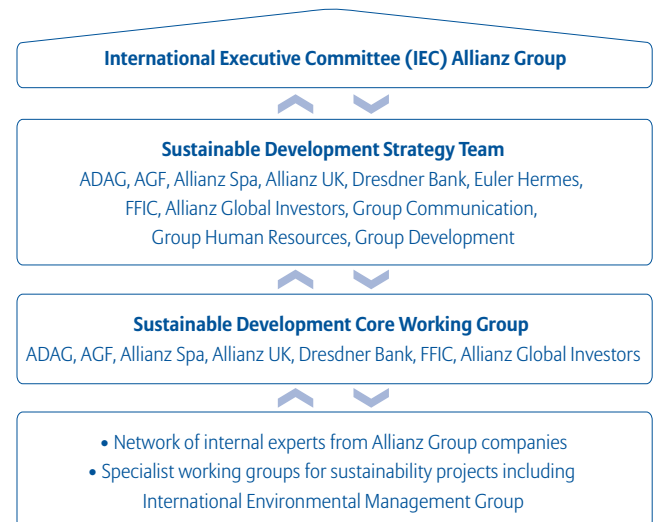 International Executive Committee (IEC) Allianz Group
Sustainable Development Strategy Team
ADAG, AGF, Allianz Spa, Allianz UK, Dresdner Bank, Euler Hermes,
FFIC, Allianz Global Investors, Group Communication,
Group Human Resources, Group Development
Sustainable Development Core Working Group
ADAG, AGF, Allianz Spa, Allianz UK, Dresdner Bank, FFIC, Allianz Global Investors
• Network of internal experts from Allianz Group companies
• Specialist working groups for sustainability projects including
International Environmental Management Group